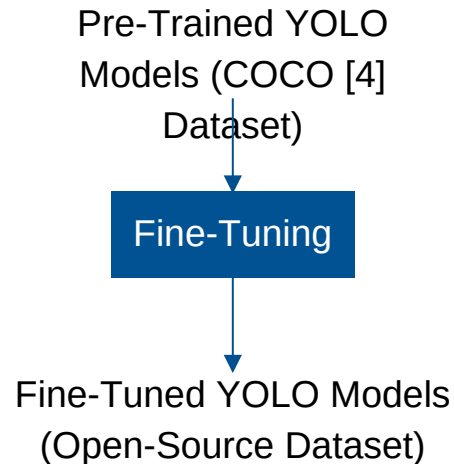 Pre-Trained YOLO
Models (COCO [4]
Dataset)
Fine-Tuning
Fine-Tuned YOLO Models
(Open-Source Dataset)